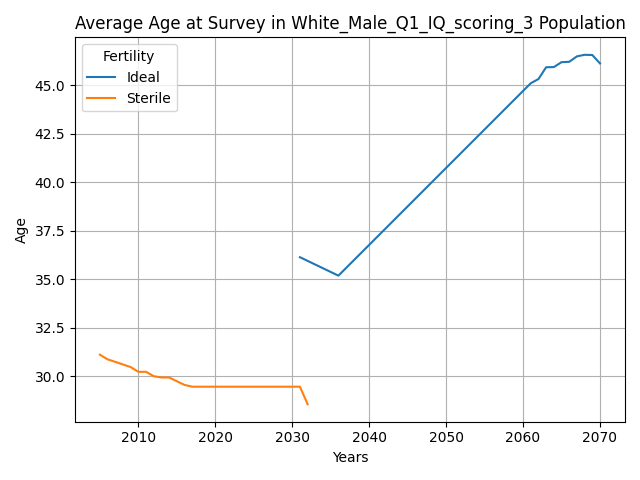 Average Age at Survey in White_Male_Q1_IQ_scoring_3 Population
Fertility
Ideal
Sterile
45.0
42.5
40.0
37.5
35.0
32.5
30.0
Age
2010 2020 2030 2040 2050 2060 2070
Years